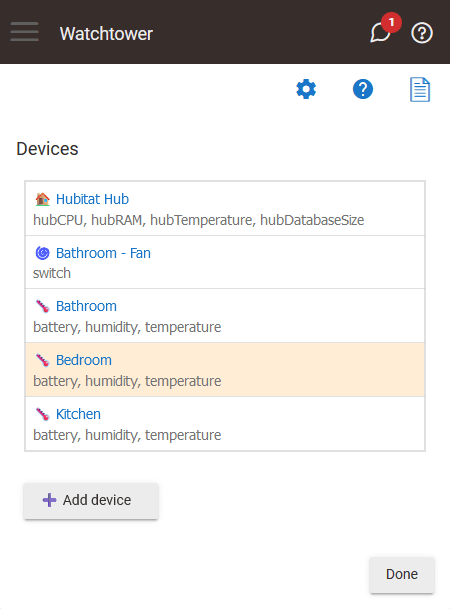 Watchtower
1
Devices
Hubitat Hub
hubCPU, hubRAM, hubTemperature, hubDatabaseSize
Bathroom - Fan
switch
Bathroom
battery, humidity, temperature
Bedroom
battery, humidity, temperature
Kitchen
battery, humidity, temperature
Add device
Done